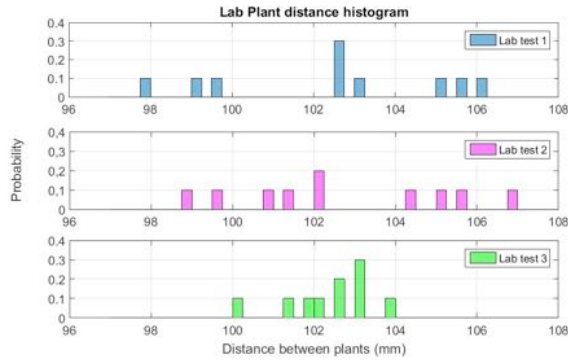 Lab Plant distance histogram
0.4
0.3
0.2
0.1
0
96 98 100 102 104 106 108
Lab test 1
Probability
0.4
0.3
0.2
0.1
0
96 98 100 102 104 106 108
Lab test 2
0.4
0.3
0.2
0.1
0
96 98 100 102 104 106 108
Lab test 3
Distance between plants (mm)